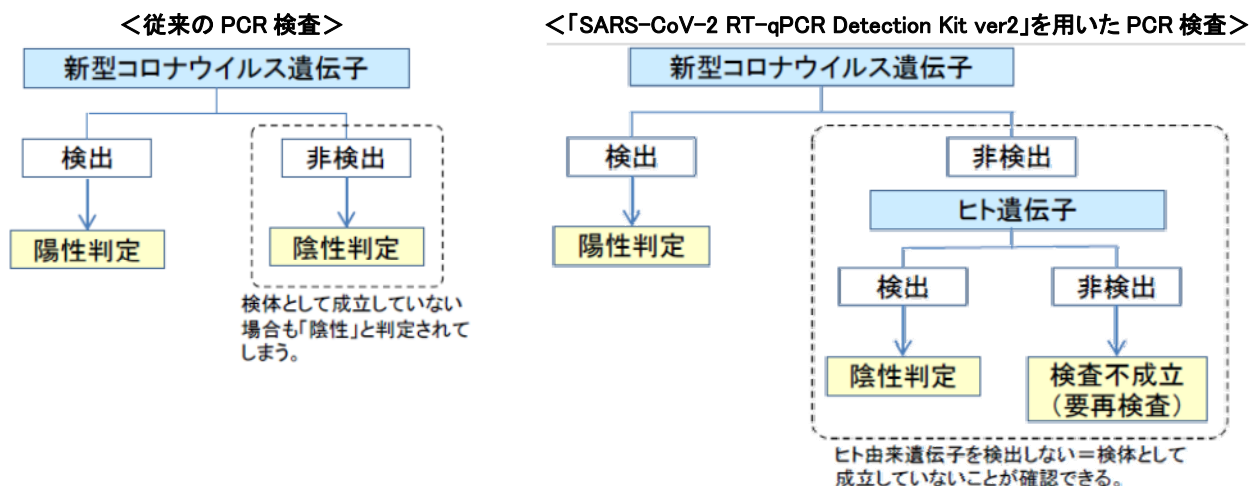 ＜従来の PCR 検査＞
新型コロナウイルス遺伝子
検出
非検出
陽性判定
陰性判定
検体として成立していない
場合も「陰性」と判定されて
しまう。
＜「SARS-CoV-2 RT-qPCR Detection Kit ver2」を用いた PCR 検査＞
新型コロナウイルス遺伝子
検出
非検出
陽性判定
ヒト遺伝子
検出
非検出
陰性判定
検査不成立
（要再検査）
ヒト由来遺伝子を検出しない＝検体として
成立していないことが確認できる。